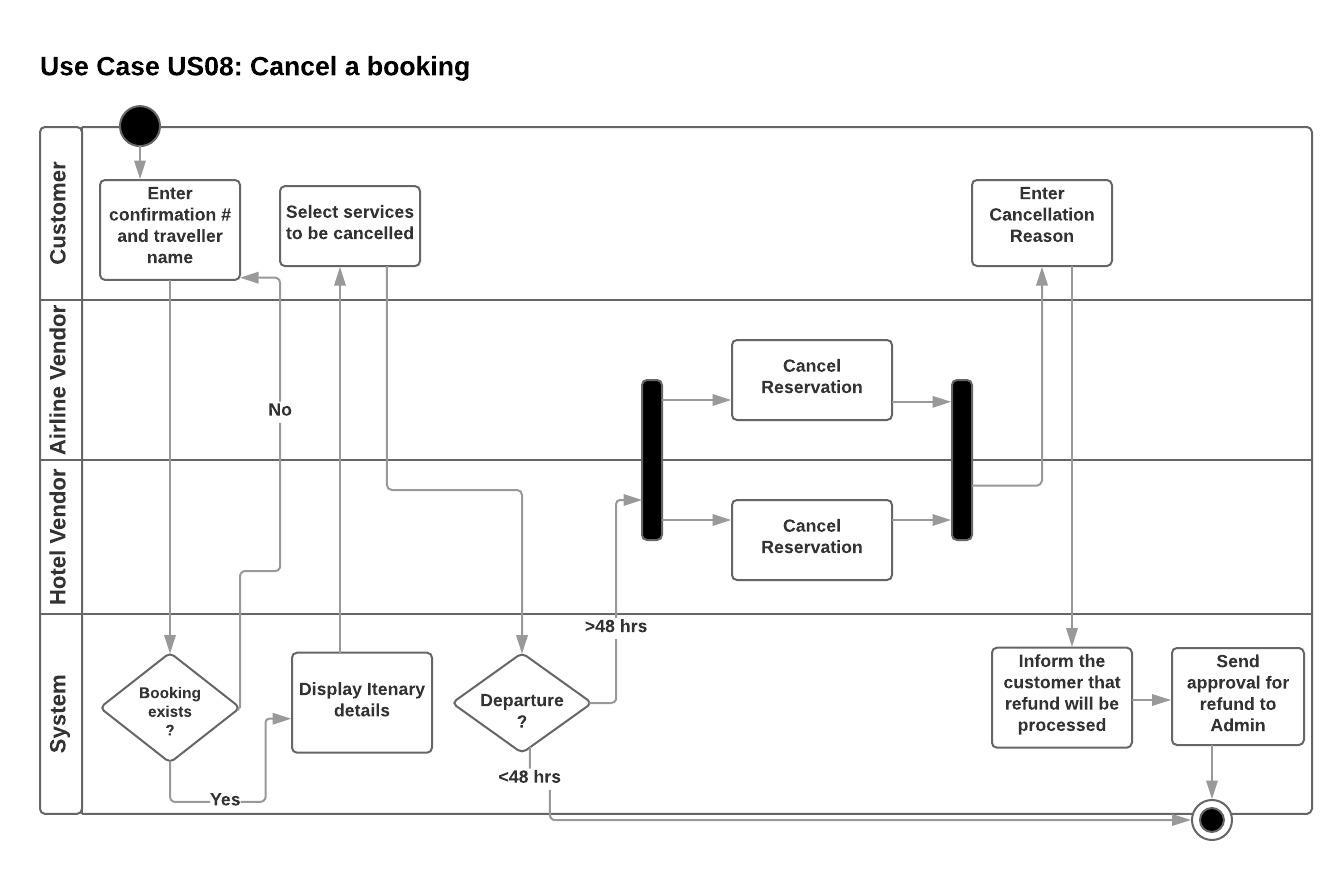 Use Case US08: Cancel a booking
Customer
Enter
confirmation #
and traveller
name
Select services
to be cancelled
Enter
Cancellation
Reason
Airline Vendor
Cancel
Reservation
No
Hotel Vendor
Cancel
Reservation
>48 hrs
System
Booking
exists
?
Display Itenary
details
Departure
?
Inform the
customer that
refund will be
processed
Send
approval for
refund to
Admin
<48 hrs
Yes